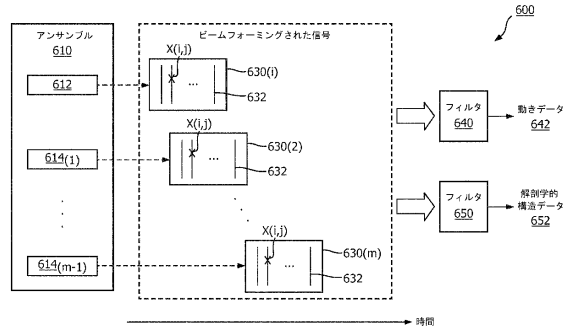 600
アンサンブル
610
ビームフォーミングされた信号
612
X(i,j)
630(i)
...
632
614(1)
X(i,j)
630(2)
...
632
614(m-1)
X(i,j)
630(m)
...
632
フィルタ
640
動きデータ
642
フィルタ
650
解剖学的
構造データ
652
時間